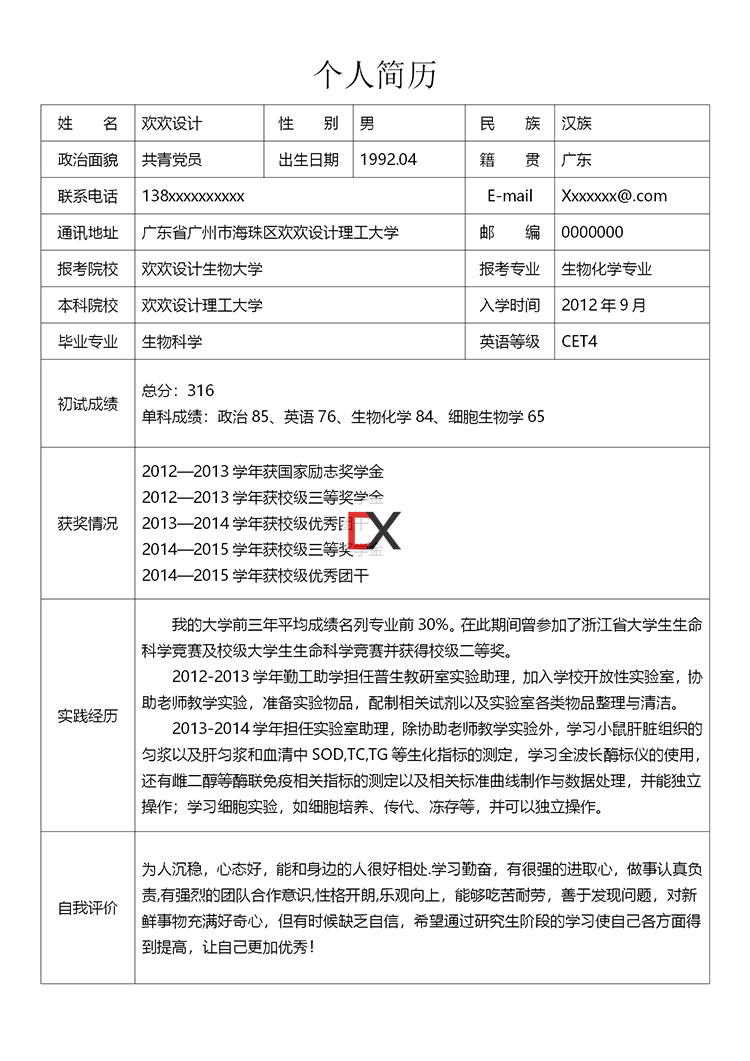 个人简历
姓 名 欢欢设计 性 别 男 民 族 汉族
政治面貌 共青党员 出生日期 1992.04 籍 贯 广东
联系电话 138xxxxxxxxxx E-mail Xxxxxxx@.com
通讯地址 广东省广州市海珠区欢欢设计理工大学 邮 编 0000000
报考院校 欢欢设计生物大学 报考专业 生物化学专业
本科院校 欢欢设计理工大学 入学时间 2012 年 9 月
毕业专业 生物科学 英语等级 CET4
初试成绩
总分：316
单科成绩：政治 85、英语 76、生物化学 84、细胞生物学 65
获奖情况
2012—2013 学年获国家励志奖学金
2012—2013 学年获校级三等奖学金
2013—2014 学年获校级优秀团干
2014—2015 学年获校级三等奖学金
2014—2015 学年获校级优秀团干
DX
实践经历
我的大学前三年平均成绩名列专业前 30%。在此期间曾参加了浙江省大学生生命
科学竞赛及校级大学生生命科学竞赛并获得校级二等奖。
2012-2013 学年勤工助学担任普生教研室实验助理，加入学校开放性实验室，协
助老师教学实验，准备实验物品，配制相关试剂以及实验室各类物品整理与清洁。
2013-2014 学年担任实验室助理，除协助老师教学实验外，学习小鼠肝脏组织的
匀浆以及肝匀浆和血清中 SOD,TC,TG 等生化指标的测定，学习全波长酶标仪的使用，
还有雌二醇等酶联免疫相关指标的测定以及相关标准曲线制作与数据处理，并能独立
操作；学习细胞实验，如细胞培养、传代、冻存等，并可以独立操作。
自我评价
为人沉稳，心态好，能和身边的人很好相处.学习勤奋，有很强的进取心，做事认真负
责,有强烈的团队合作意识,性格开朗,乐观向上，能够吃苦耐劳，善于发现问题，对新
鲜事物充满好奇心，但有时候缺乏自信，希望通过研究生阶段的学习使自己各方面得
到提高，让自己更加优秀！